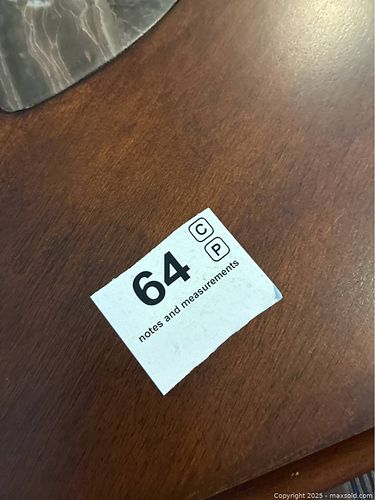 64
C
P
notes and measurements
Copyright 2025 - maxsold.com